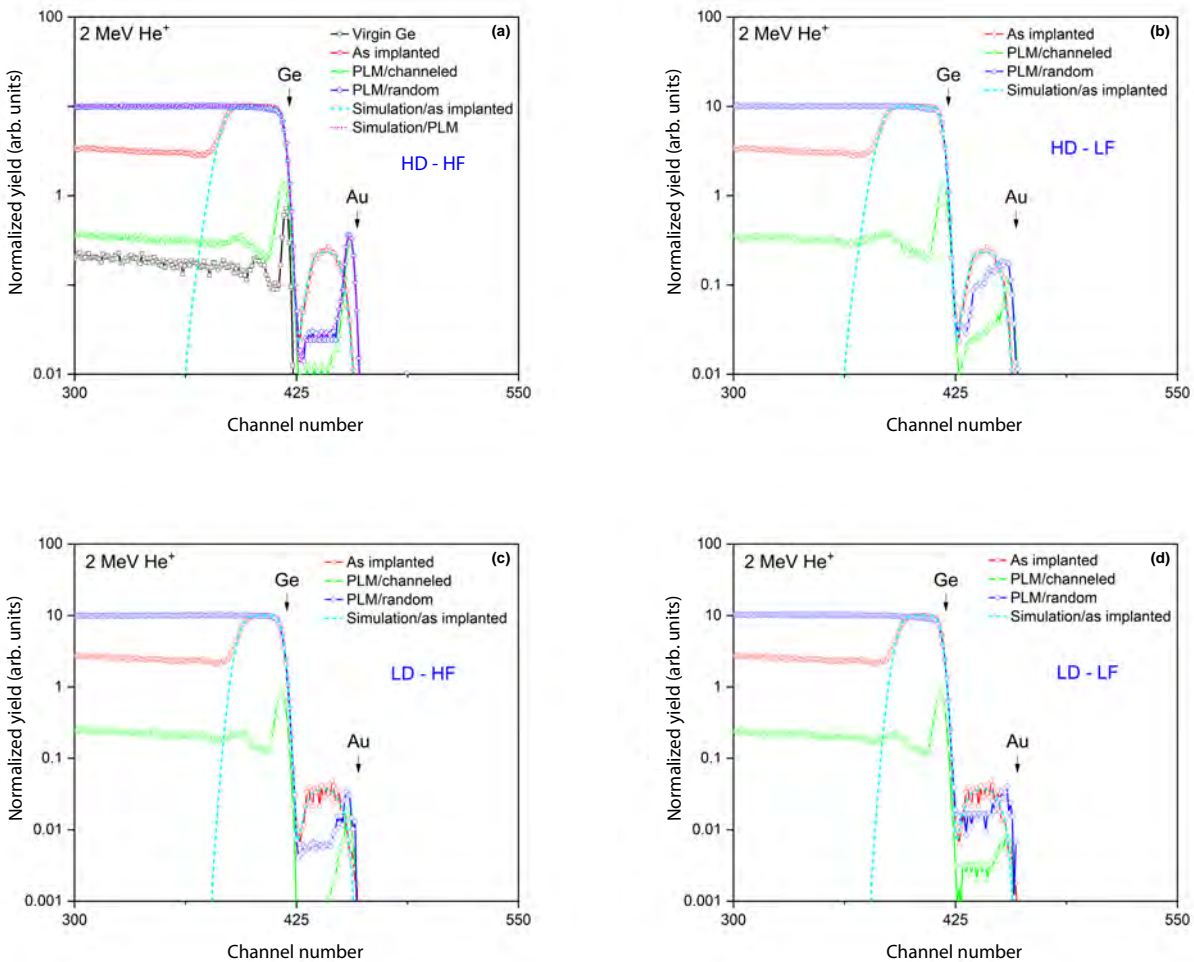 100
2 MeV He+
(a)
Virgin Ge
As implanted
PLM/channeled
PLM/random
Simulation/as implanted
Simulation/PLM
Ge
HD - HF
Au
1
0.01
300
425
550
Normalized yield (arb. units)
Channel number
100
2 MeV He+
(b)
As implanted
PLM/channeled
PLM/random
Simulation/as implanted
Ge
10
HD - LF
1
Au
0.1
0.01
300
425
550
Normalized yield (arb. units)
Channel number
100
2 MeV He+
(c)
As implanted
PLM/channeled
PLM/random
Simulation/as implanted
Ge
10
LD - HF
1
Au
0.1
0.01
0.001
300
425
550
Normalized yield (arb. units)
Channel number
100
2 MeV He+
(d)
As implanted
PLM/channeled
PLM/random
Simulation/as implanted
Ge
10
LD - LF
1
Au
0.1
0.01
0.001
300
425
550
Normalized yield (arb. units)
Channel number